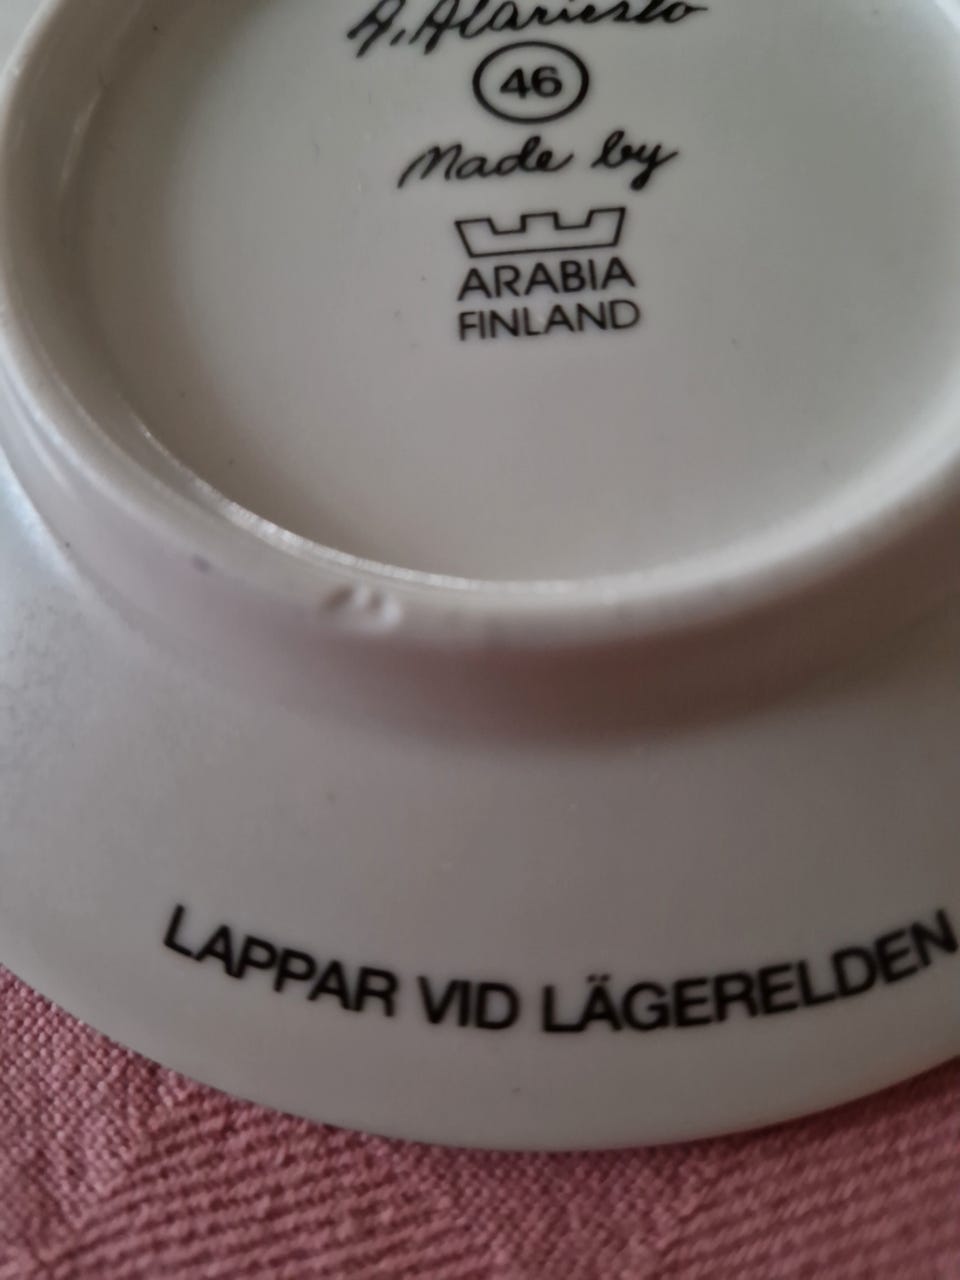 A. Alariesto
46
Made by
ARABIA
FINLAND
LAPPAR VID LÄGERELDEN